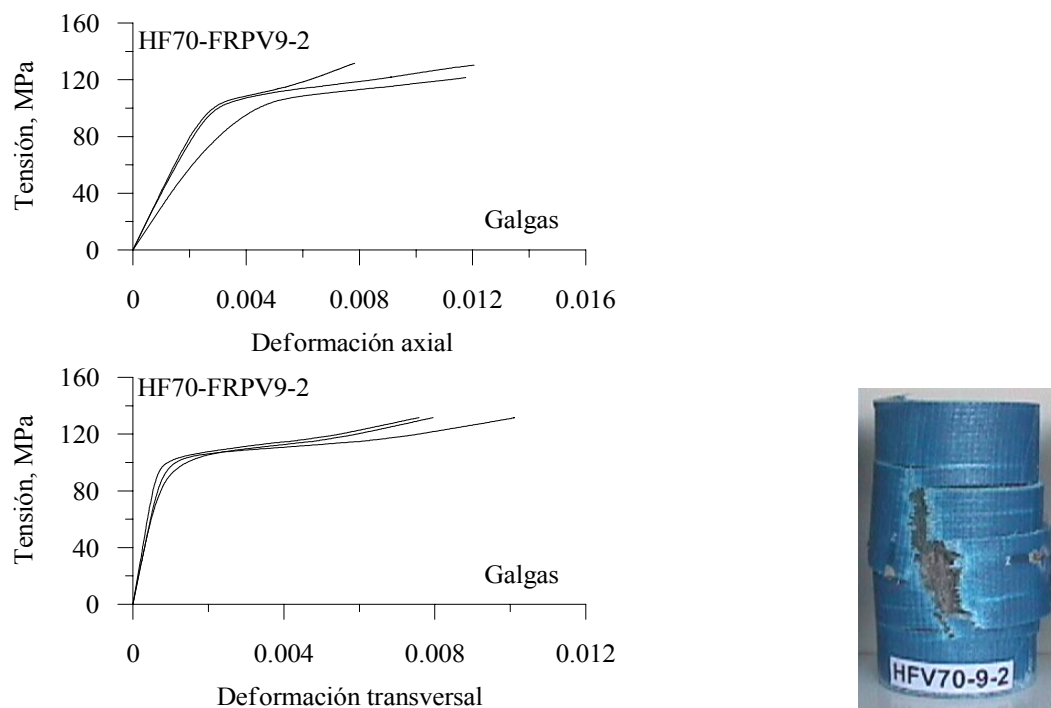 160
HF70-FRPV9-2
120
80
40
0
Tensión, MPa
Galgas
0 0.004 0.008 0.012 0.016
Deformación axial
160
HF70-FRPV9-2
120
80
40
0
Tensión, MPa
Galgas
0 0.004 0.008 0.012
Deformación transversal
HFV70-9-2